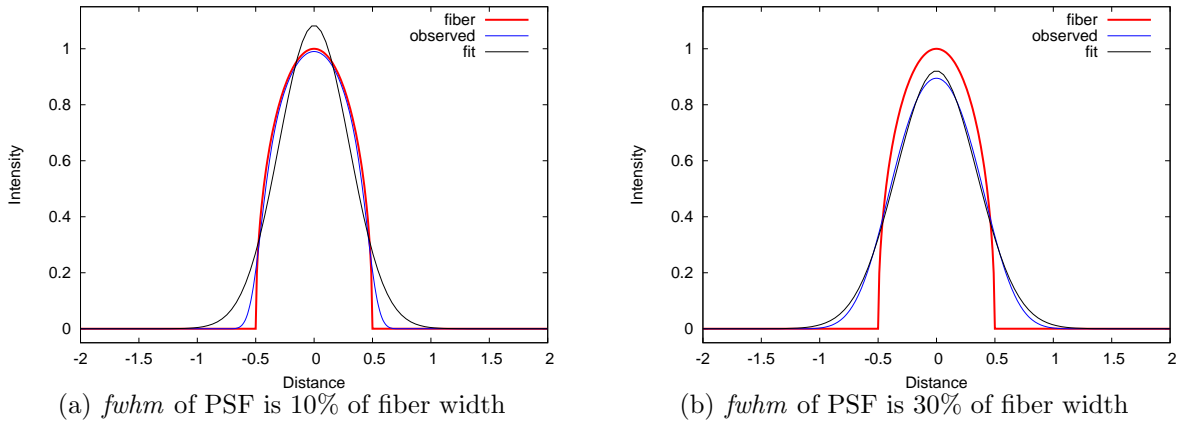 fiber
observed
fit
1
0.8
0.6
0.4
0.2
0
Intensity
-2 -1.5 -1 -0.5 0 0.5 1 1.5 2
Distance
(a) fwhm of PSF is 10% of fiber width
fiber
observed
fit
1
0.8
0.6
0.4
0.2
0
Intensity
-2 -1.5 -1 -0.5 0 0.5 1 1.5 2
Distance
(b) fwhm of PSF is 30% of fiber width